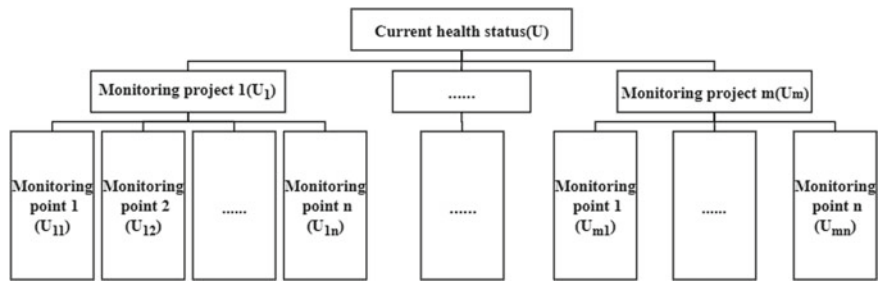 Current health status(U)
Monitoring project 1(U1)
......
Monitoring project m(Um)
Monitoring
point 1
(U11)
Monitoring
point 2
(U12)
......
Monitoring
point n
(U1n)
......
Monitoring
point 1
(Um1)
......
Monitoring
point n
(Umn)